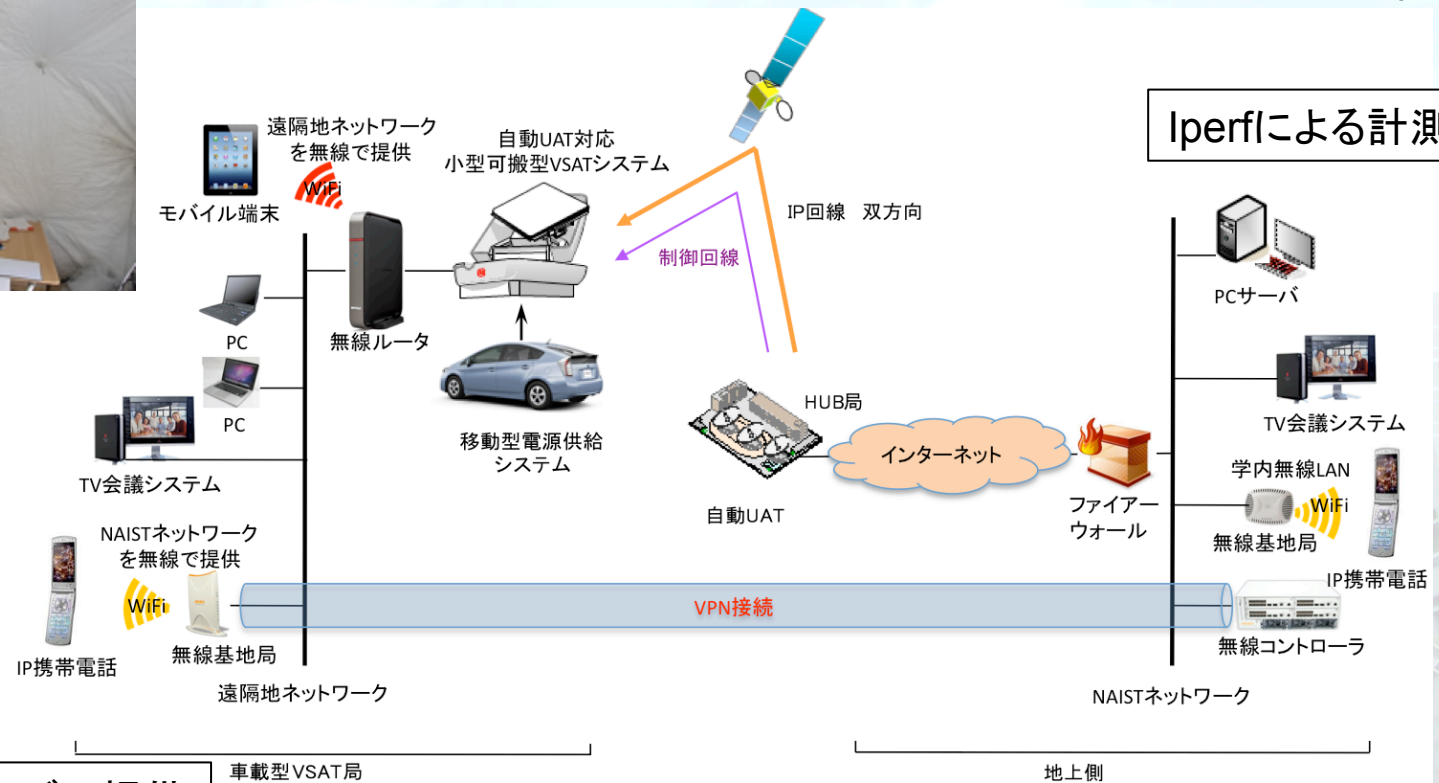 Iperfによる計測
遠隔地ネットワーク
を無線で提供
WiFi
モバイル端末
自動UAT対応
小型可搬型VSATシステム
IP回線 双方向
制御回線
PCサーバ
PC
無線ルータ
PC
移動型電源供給
システム
TV会議システム
HUB局
自動UAT
インターネット
ファイアー
ウォール
TV会議システム
学内無線LAN
WiFi
無線基地局
IP携帯電話
NAISTネットワーク
を無線で提供
WiFi
無線基地局
IP携帯電話
VPN接続
無線コントローラ
遠隔地ネットワーク
NAISTネットワーク
車載型VSAT局
地上側